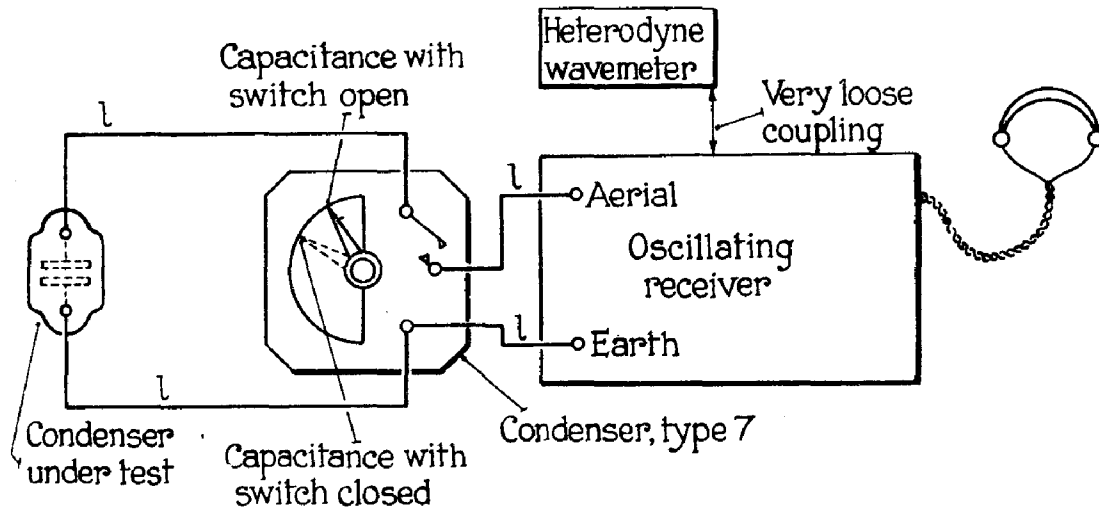 Heterodyne
wavemeter
Capacitance with
switch open
Very loose
coupling
l
l
Aerial
Oscillating
receiver
l
Earth
l
Condenser
under test
Capacitance with
switch closed
Condenser, type 7